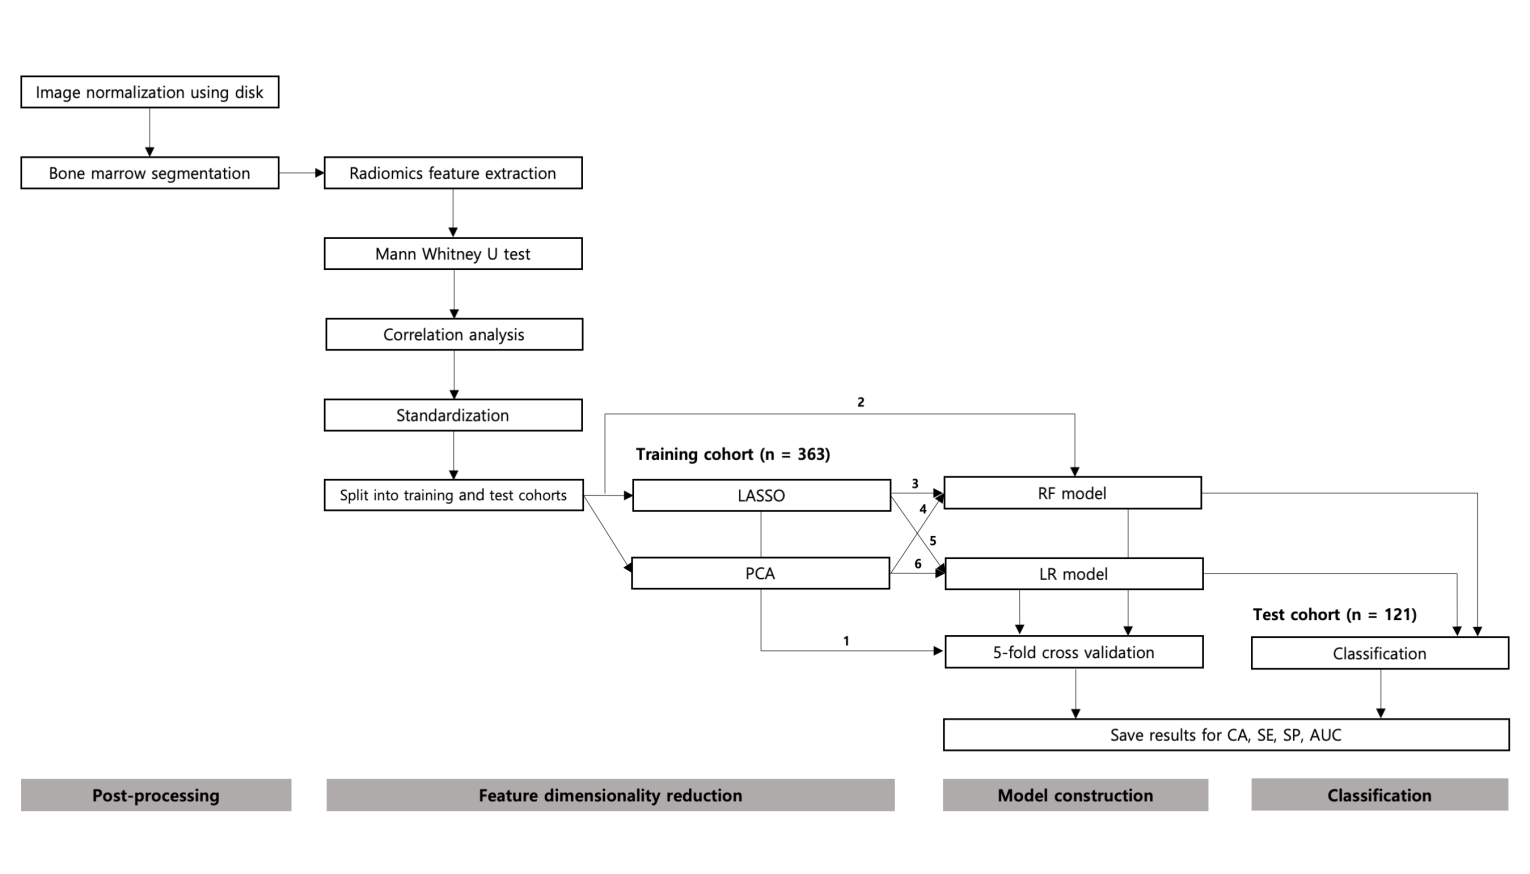 Image normalization using disk
Bone marrow segmentation
Radiomics feature extraction
Mann Whitney U test
Correlation analysis
Standardization
Split into training and test cohorts
2
Training cohort (n = 363)
LASSO
PCA
3
4
5
6
1
RF model
LR model
5-fold cross validation
Test cohort (n = 121)
Classification
Save results for CA, SE, SP, AUC
Post-processing
Feature dimensionality reduction
Model construction
Classification